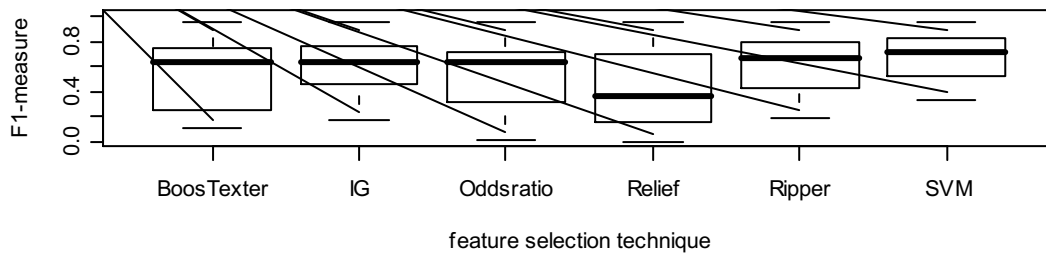 F1-measure
0.8
0.4
0.0
BoosTexter IG Oddsratio Relief Ripper SVM
feature selection technique